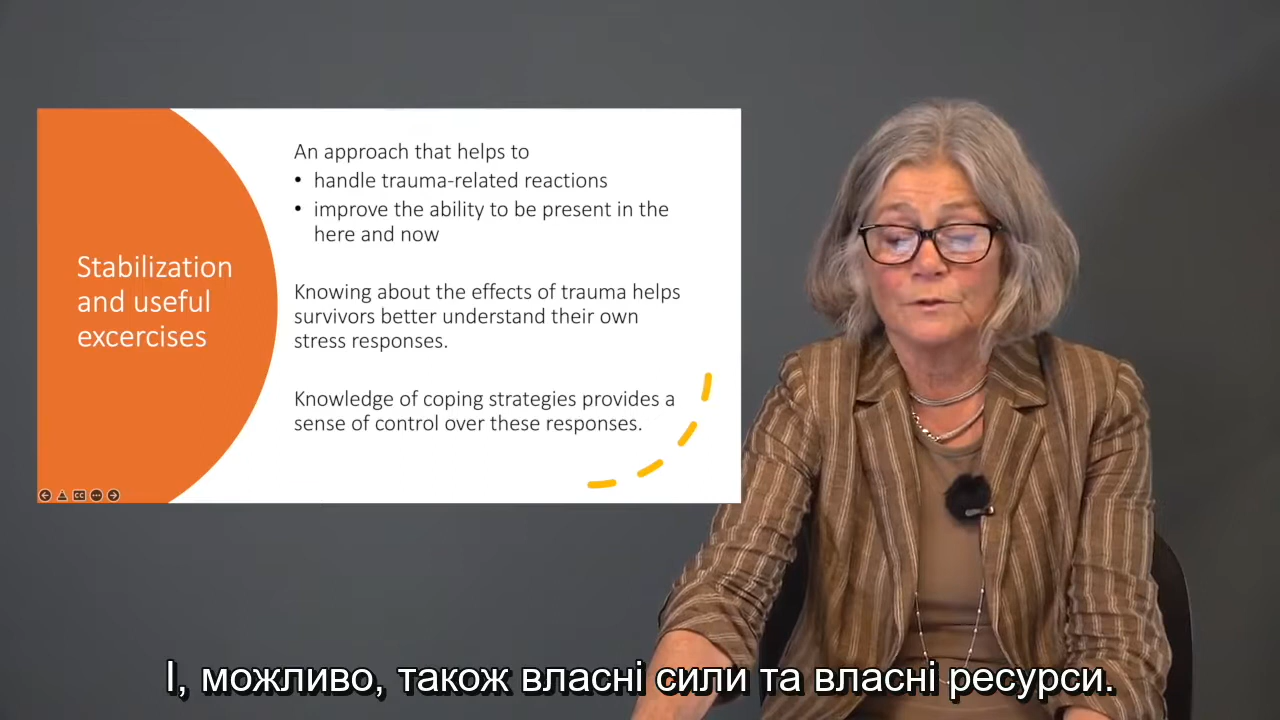 Stabilization
and useful
excercises
An approach that helps to
• handle trauma-related reactions
• improve the ability to be present in the
here and now
Knowing about the effects of trauma helps
survivors better understand their own
stress responses.
Knowledge of coping strategies provides a
sense of control over these responses.
CC
І, можливо, також власні сили та власні ресурси.